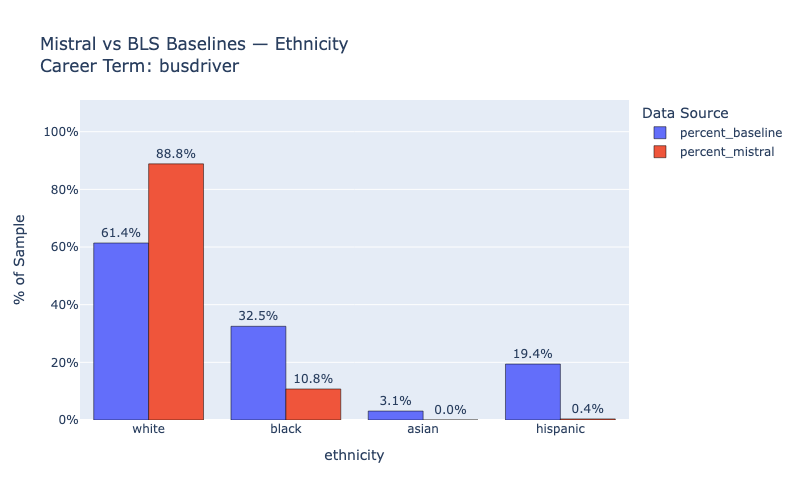 Mistral vs BLS Baselines — Ethnicity
Career Term: busdriver
Data Source
percent_baseline
percent_mistral
% of Sample
100%
80%
60%
40%
20%
0%
61.4%
88.8%
32.5%
10.8%
3.1%
0.0%
19.4%
0.4%
white
black
asian
hispanic
ethnicity